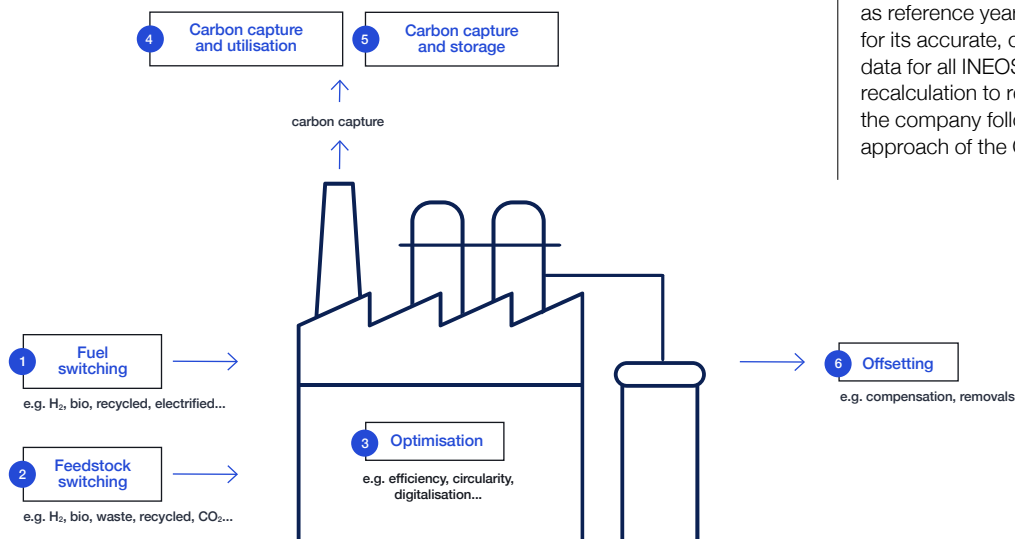 4
Carbon capture
and utilisation
5
Carbon capture
and storage
carbon capture
1
Fuel
switching
e.g. H₂, bio, recycled, electrified...
2
Feedstock
switching
e.g. H₂, bio, waste, recycled, CO₂...
3
Optimisation
e.g. efficiency, circularity,
digitalisation...
6
Offsetting
e.g. compensation, removals
as reference year
for its accurate,
data for all INEOS
recalculation to
the company
approach of the